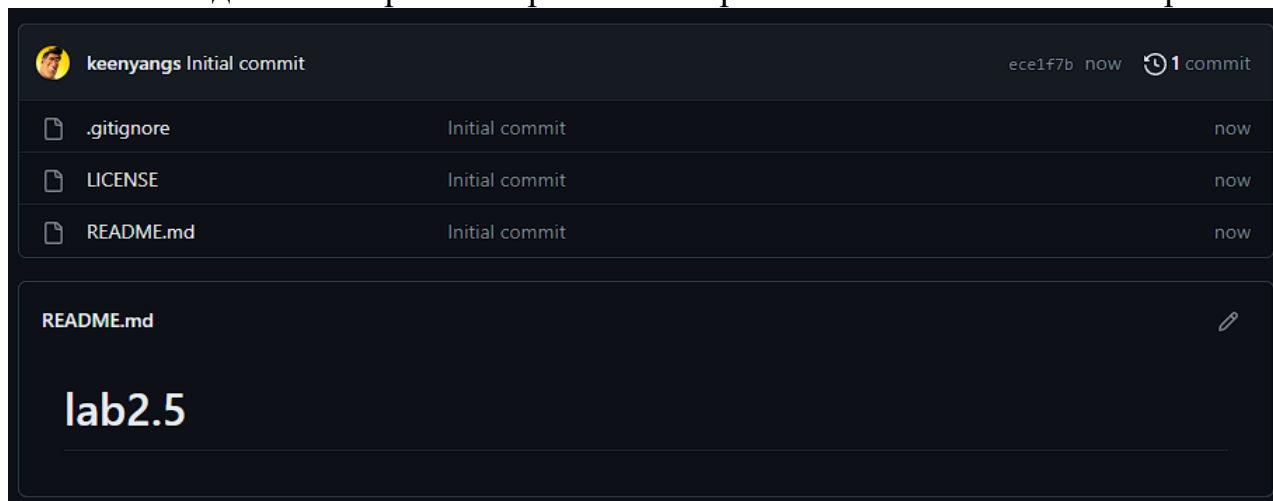 keenyangs Initial commit ece1f7b now 1 commit
.gitignore Initial commit now
LICENSE Initial commit now
README.md Initial commit now
README.md
lab2.5